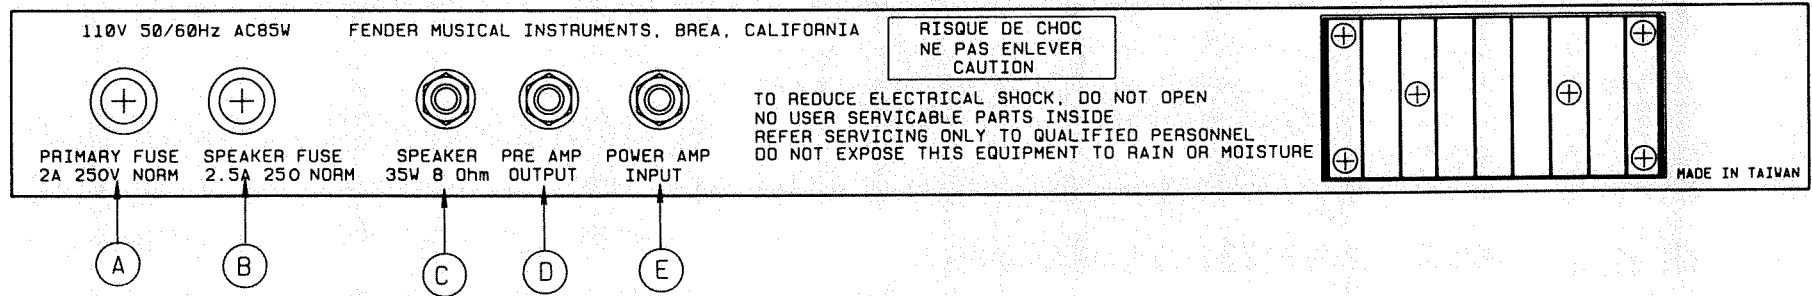 110V 50/60Hz AC85W
FENDER MUSICAL INSTRUMENTS, BREA, CALIFORNIA
RISQUE DE CHOC
NE PAS ENLEVER
CAUTION
TO REDUCE ELECTRICAL SHOCK, DO NOT OPEN
NO USER SERVICABLE PARTS INSIDE
REFER SERVICING ONLY TO QUALIFIED PERSONNEL
DO NOT EXPOSE THIS EQUIPMENT TO RAIN OR MOISTURE
PRIMARY FUSE
2A 250V NORM
SPEAKER FUSE
2.5A 250 NORM
SPEAKER
35W 8 Ohm
PRE AMP
OUTPUT
POWER AMP
INPUT
MADE IN TAIWAN
A
B
C
D
E